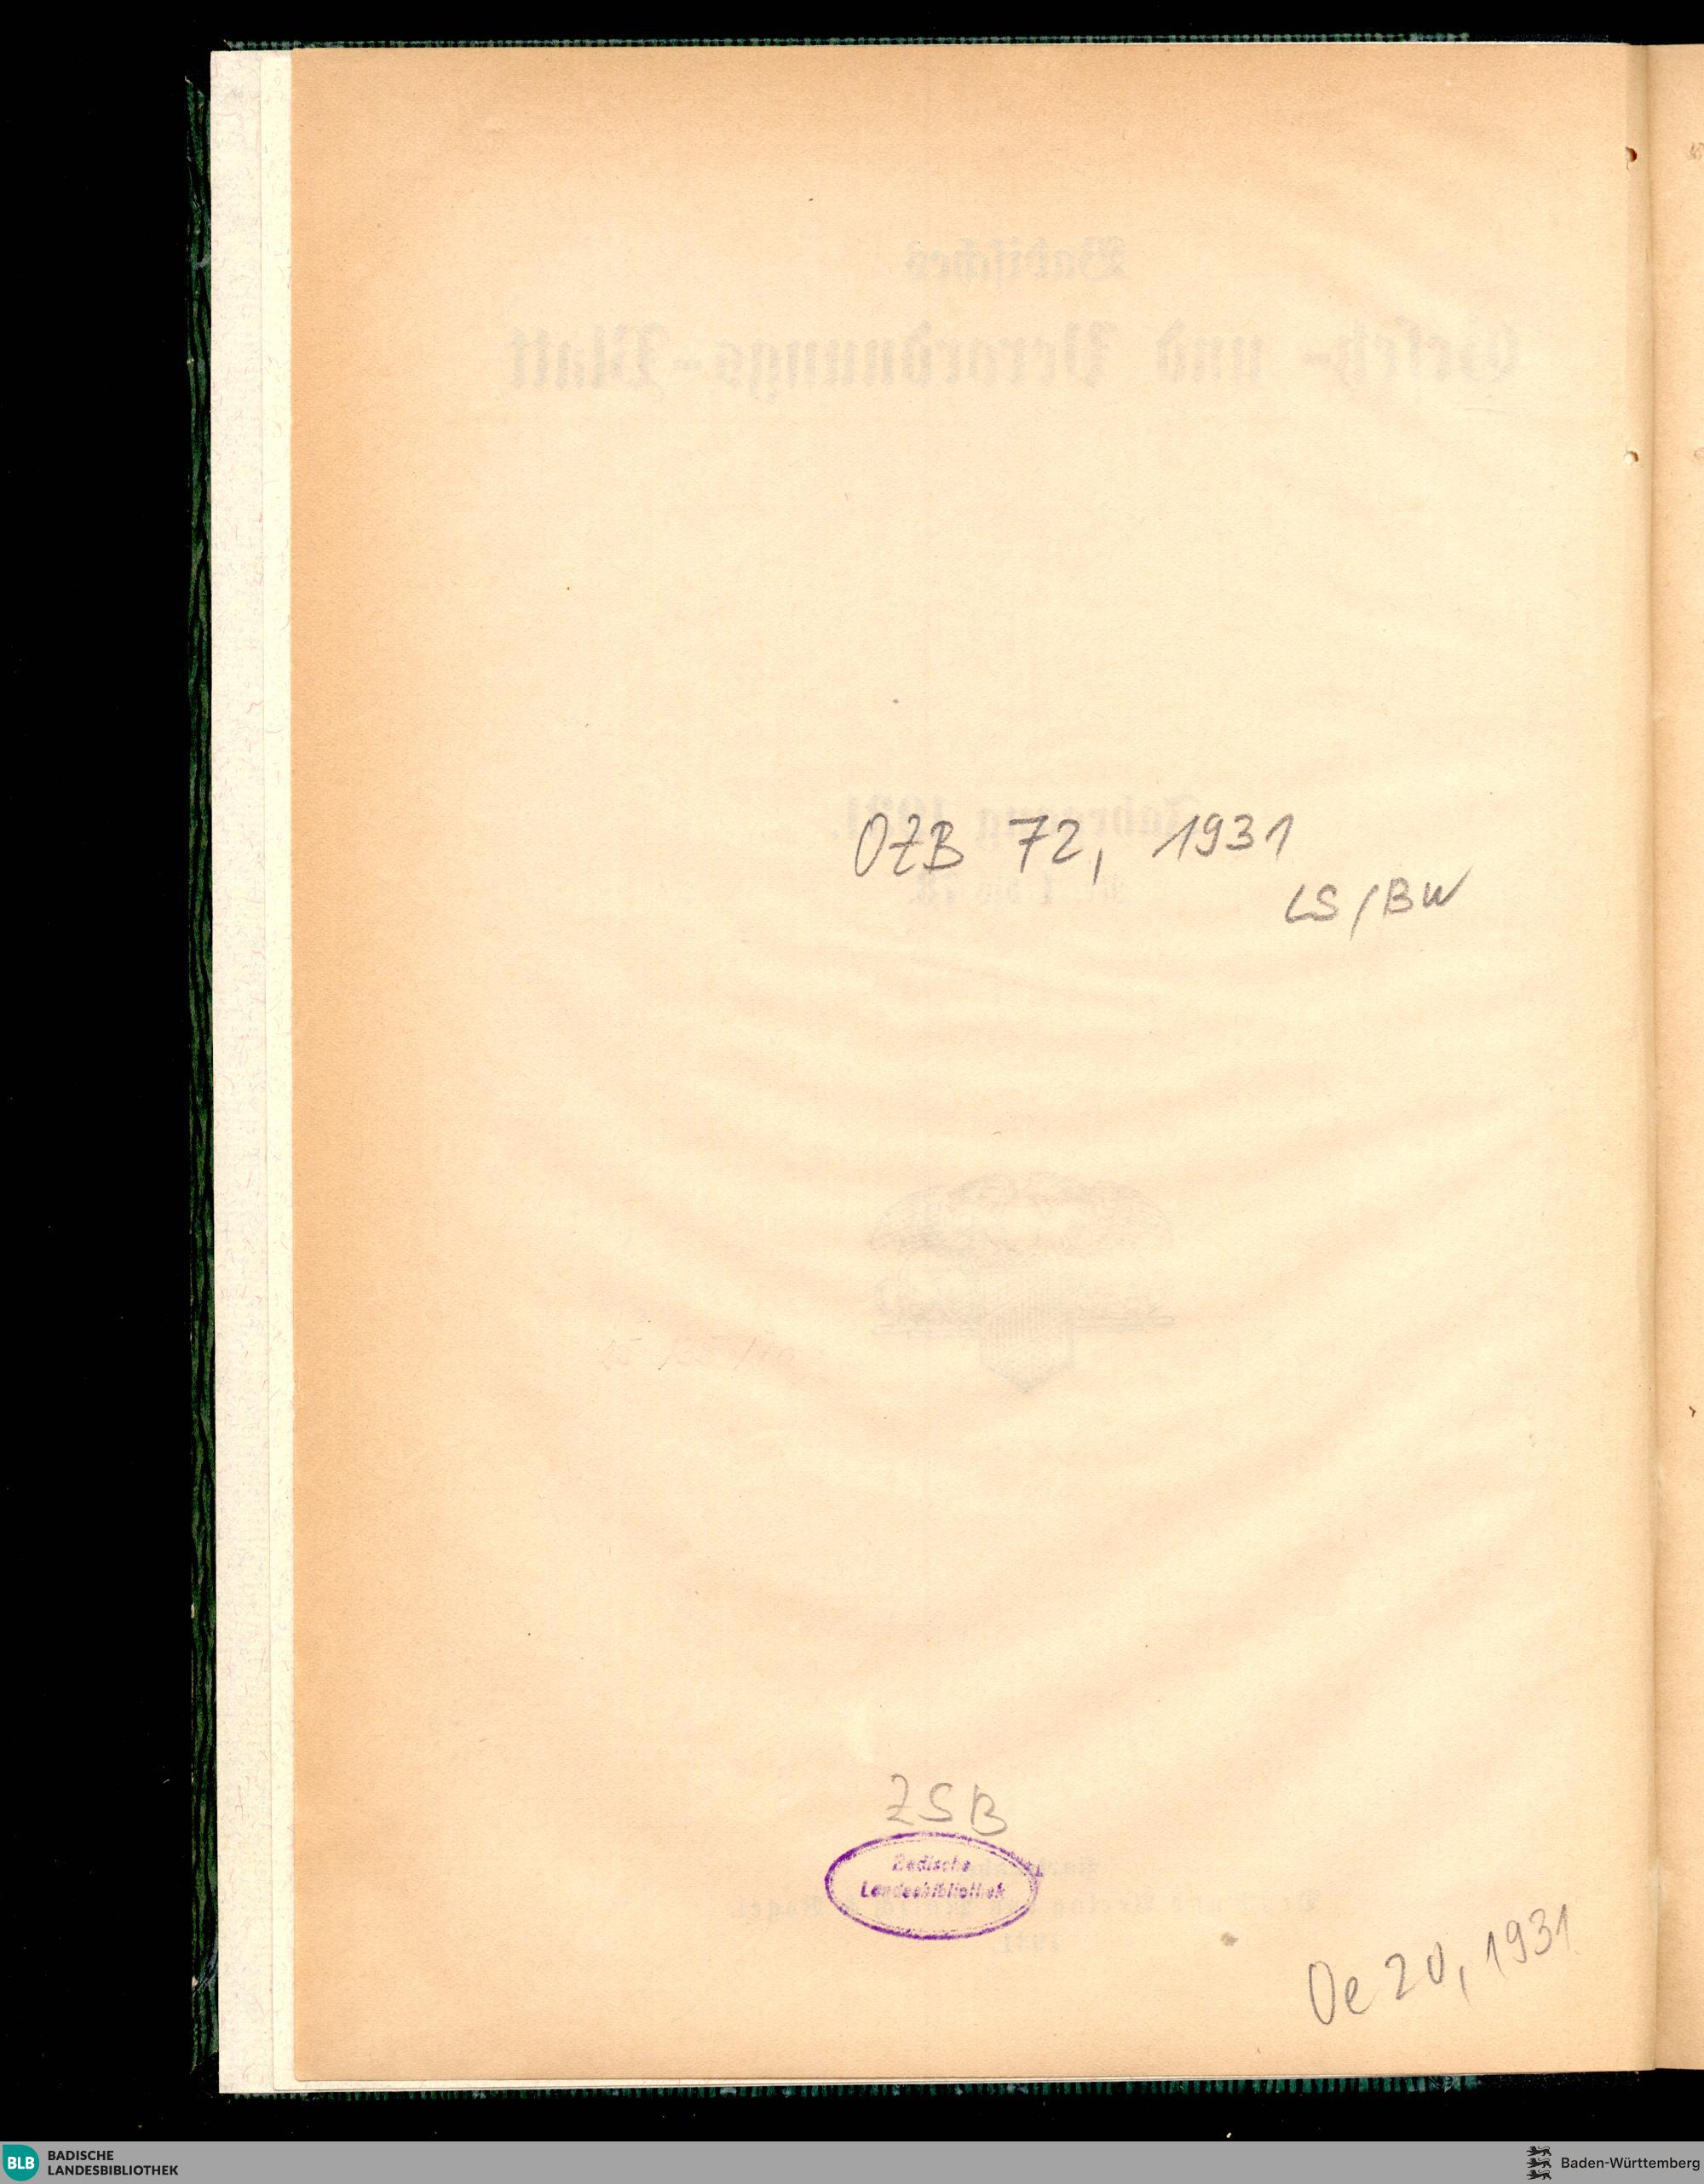 OZB 72, 1931
LS/BW
ZSB
Badische
Landesbibliothek
Oe 20, 1931
BLB BADISCHE
LANDESBIBLIOTHEK
Baden-Württemberg